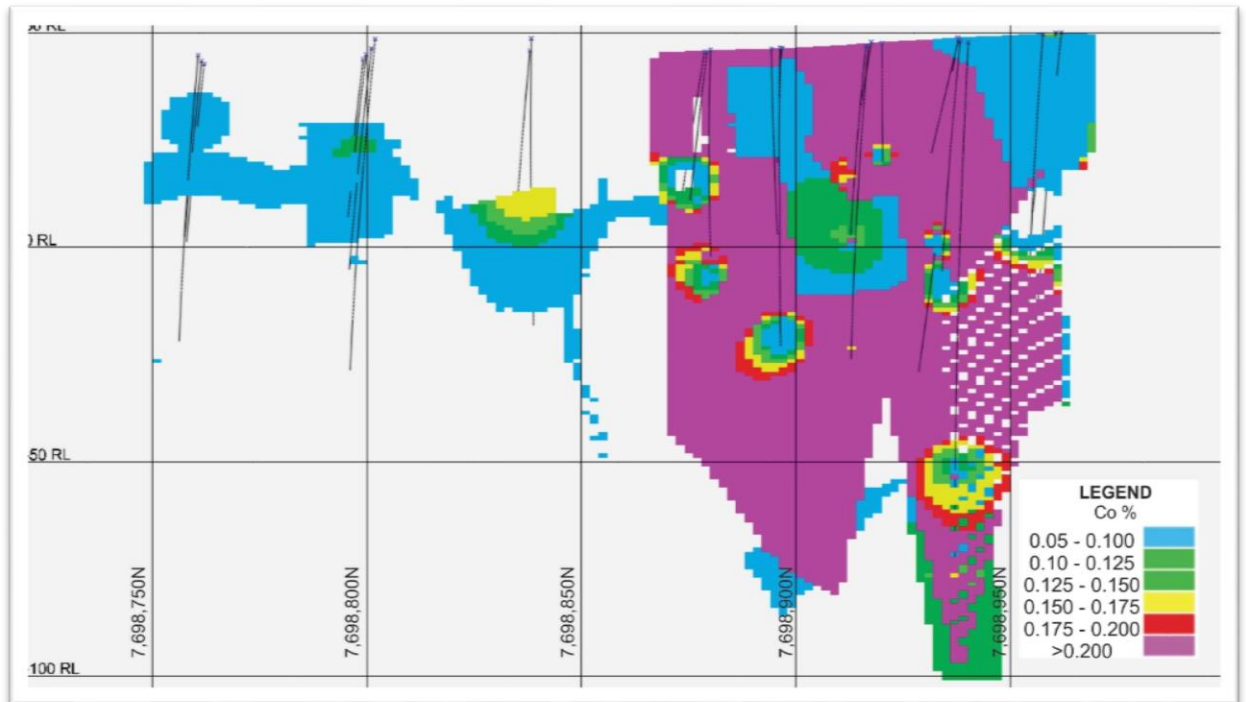 0 RL
50 RL
100 RL
7,698,750N
7,698,800N
7,698,850N
7,698,900N
7,698,950N
LEGEND
Co %
0.05 - 0.100
0.10 - 0.125
0.125 - 0.150
0.150 - 0.175
0.175 - 0.200
>0.200